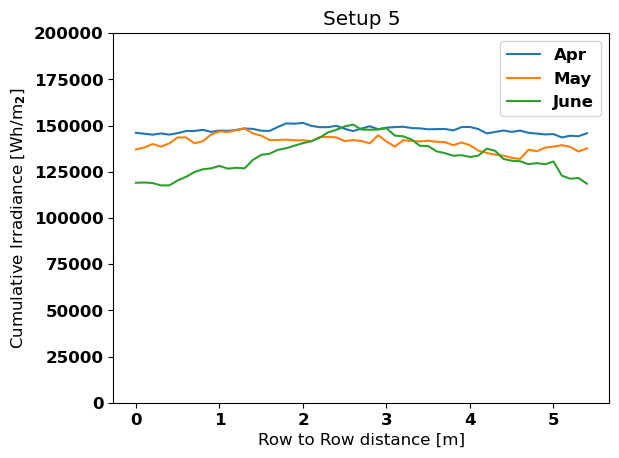 Setup 5
Cumulative Irradiance [Wh/m2]
200000
175000
150000
125000
100000
75000
50000
25000
0
Apr
May
June
0 1 2 3 4 5
Row to Row distance [m]